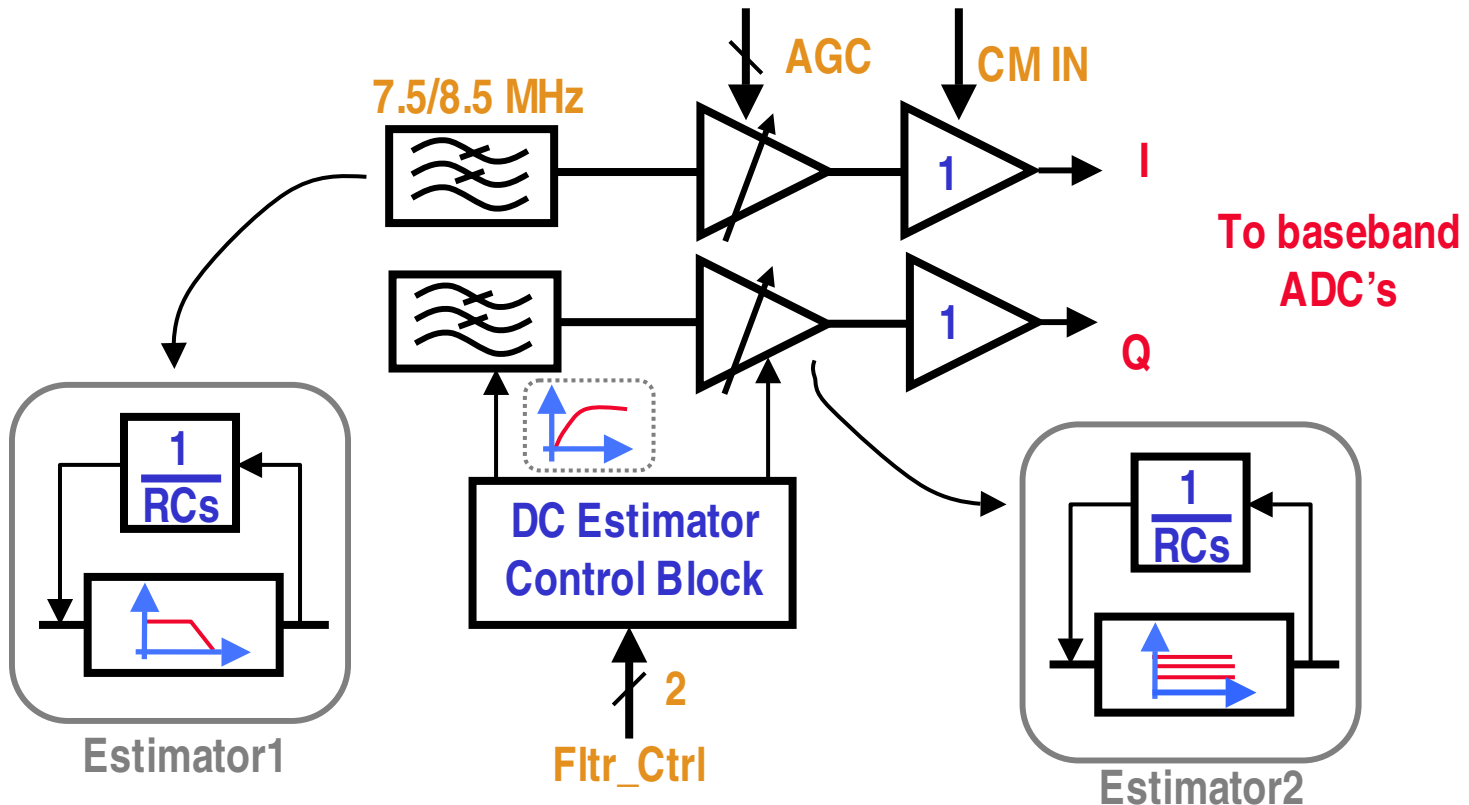 AGC
CM IN
7.5/8.5 MHz
1
I
To baseband
ADC's
1
Q
1
RCs
DC Estimator
Control Block
1
RCs
2
Estimator1
Fltr_Ctrl
Estimator2